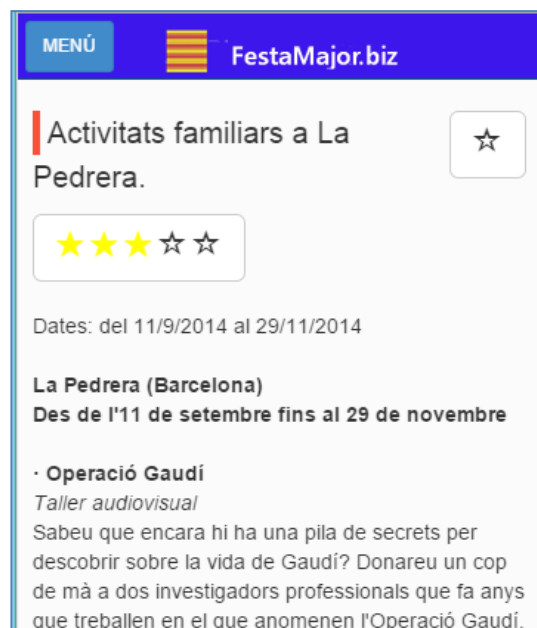 MENÚ
FestaMajor.biz
Activitats familiars a La
Pedrera.
Dates: del 11/9/2014 al 29/11/2014
La Pedrera (Barcelona)
Des de l'11 de setembre fins al 29 de novembre
· Operació Gaudí
Taller audiovisual
Sabeu que encara hi ha una pila de secrets per
descobrir sobre la vida de Gaudí? Donareu un cop
de mà a dos investigadors professionals que fa anys
que treballen en el que anomenen l'Operació Gaudí.